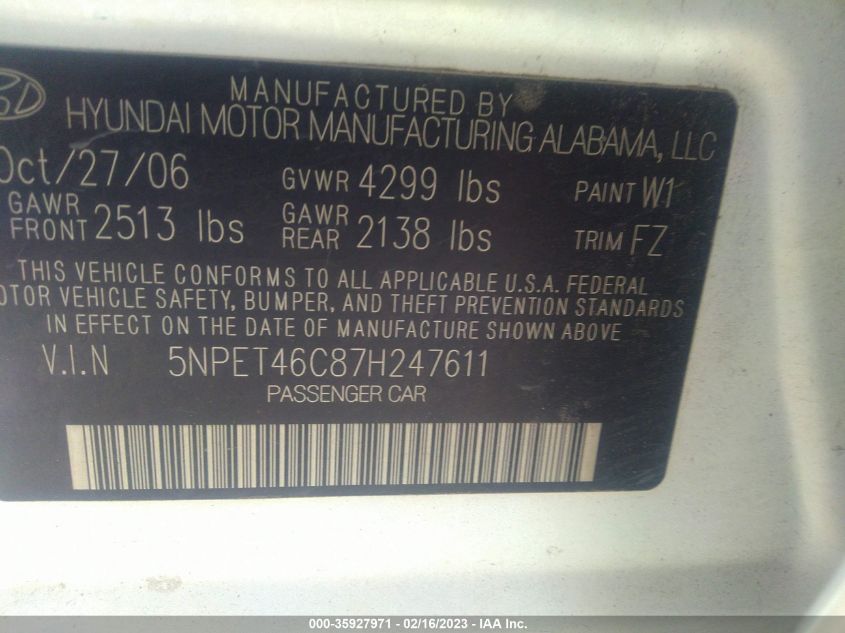 MANUFACTURED BY
HYUNDAI MOTOR MANUFACTURING ALABAMA, LLC
Oct/27/06 GVWR 4299 lbs PAINT W1
GAWR FRONT 2513 lbs GAWR REAR 2138 lbs TRIM FZ
THIS VEHICLE CONFORMS TO ALL APPLICABLE U.S.A. FEDERAL
MOTOR VEHICLE SAFETY, BUMPER, AND THEFT PREVENTION STANDARDS
IN EFFECT ON THE DATE OF MANUFACTURE SHOWN ABOVE
V.I.N 5NPET46C87H247611
PASSENGER CAR
000-35927971 - 02/16/2023 - IAA Inc.